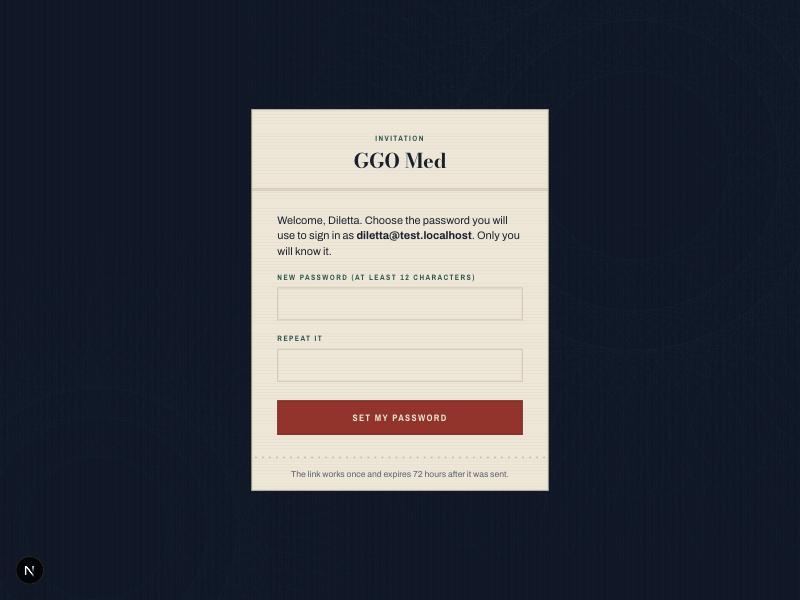 INVITATION
GGO Med
Welcome, Diletta. Choose the password you will
use to sign in as diletta@test.localhost. Only you
will know it.
NEW PASSWORD (AT LEAST 12 CHARACTERS)
REPEAT IT
SET MY PASSWORD
The link works once and expires 72 hours after it was sent.
N